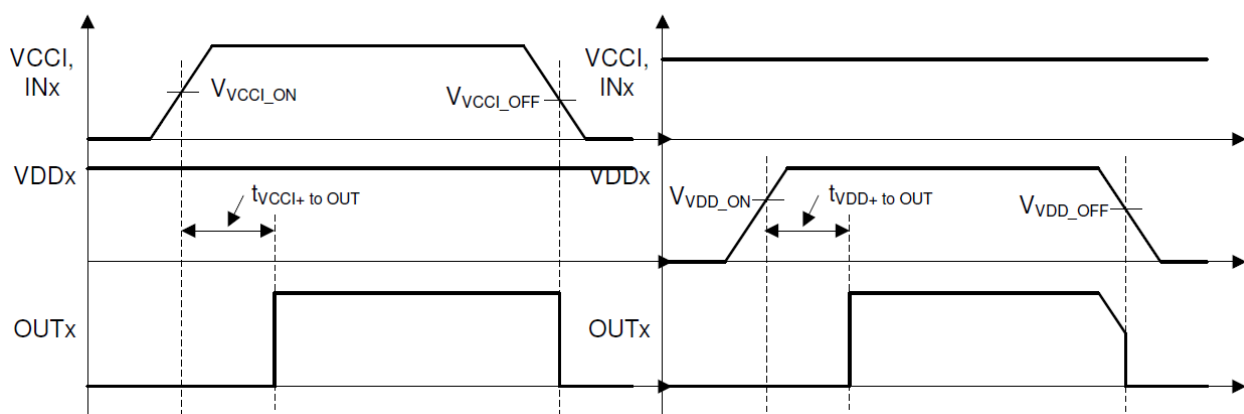 VCCI,
INx
VVCCI_ON
VVCCI_OFF
VDDx
tVCCI+ to OUT
OUTx
VCCI,
INx
VDDx
VVDD_ON
tVDD+ to OUT
VVDD_OFF
OUTx